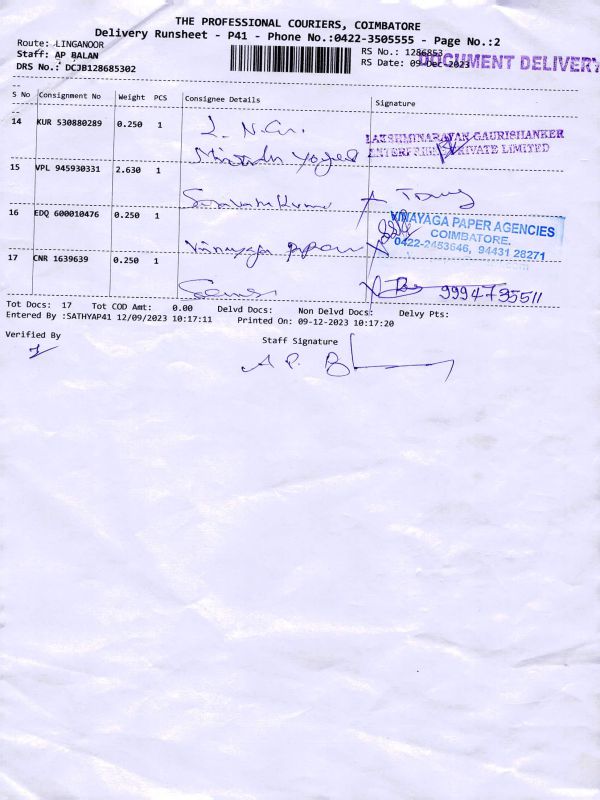 THE PROFESSIONAL COURIERS, COIMBATORE
Delivery Runsheet - P41 - Phone No.:0422-3505555 - Page No.:2
Route: LINGANOOR
RS No.: 1286853
Staff: AP BALAN
RS Date: 09-Dec-2023
DOCUMENT DELIVERY
DRS No.: DCJB128685302
S No Consignment No Weight PCS Consignee Details Signature
14 KUR 530880289 0.250 1
LAXSHMINARAYAN GAURISHANKER
ENTERPRISES PRIVATE LIMITED
15 VPL 945930331 2.630 1
16 EDQ 600010476 0.250 1
VINAYAGA PAPER AGENCIES
COIMBATORE.
0422-2453646, 94431 28271
17 CNR 1639639 0.250 1
9994735511
Tot Docs: 17 Tot COD Amt: 0.00 Delvd Docs: Non Delvd Docs: Delvy Pts:
Entered By :SATHYAP41 12/09/2023 10:17:11 Printed On: 09-12-2023 10:17:20
Verified By
Staff Signature
A P. B